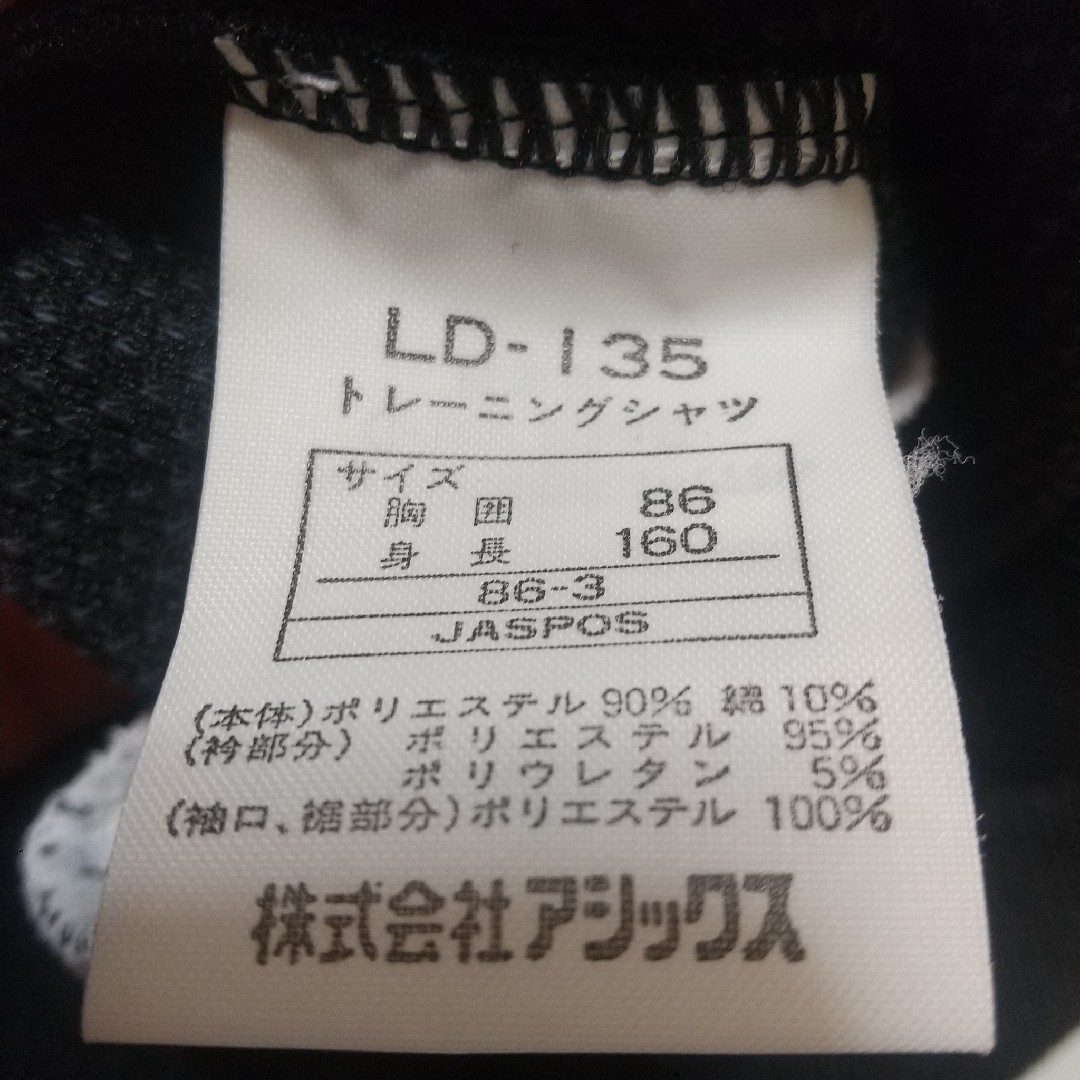 LD-135
トレーニングシャツ
サイズ
胸 囲 86
身 長 160
86-3
JASPOS
(本体)ポリエステル 90% 綿 10%
(衿部分) ポリエステル 95%
ポリウレタン 5%
(袖口、裾部分)ポリエステル 100%
株式会社アシックス